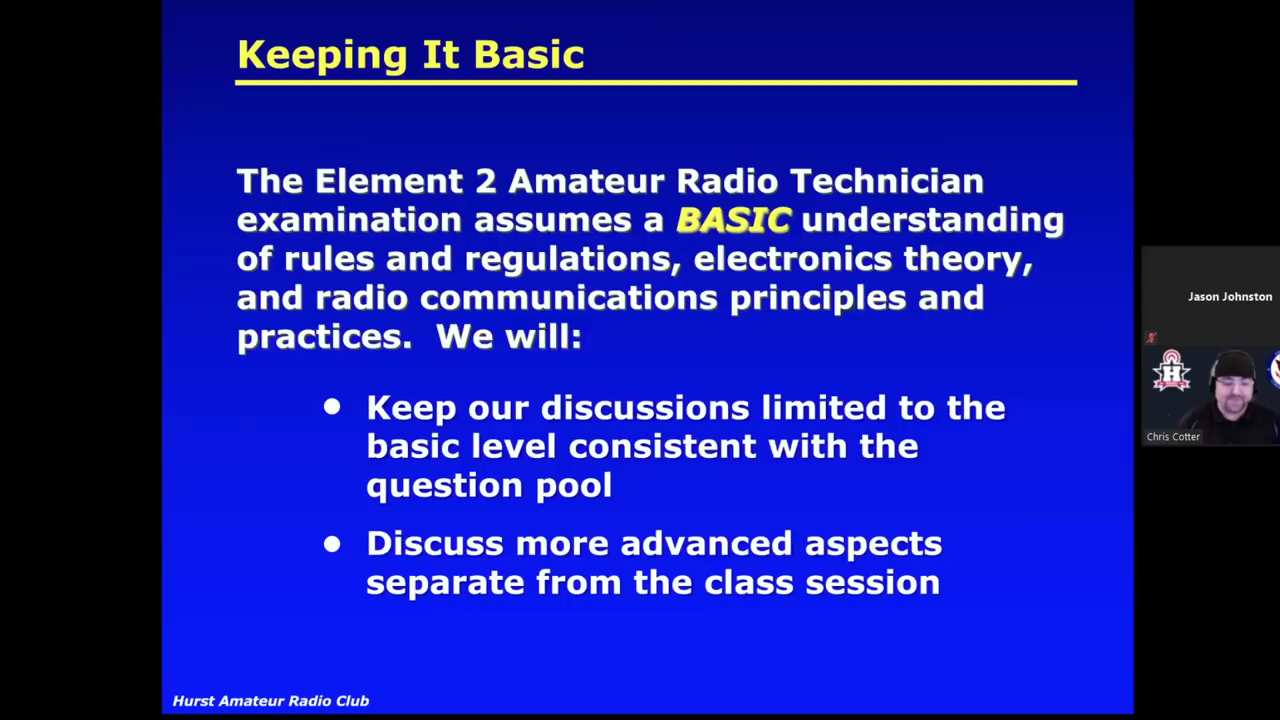 Keeping It Basic
The Element 2 Amateur Radio Technician
examination assumes a BASIC understanding
of rules and regulations, electronics theory,
and radio communications principles and
practices.  We will:
• Keep our discussions limited to the
basic level consistent with the
question pool
• Discuss more advanced aspects
separate from the class session
Hurst Amateur Radio Club
Jason Johnston
H
Chris Cotter